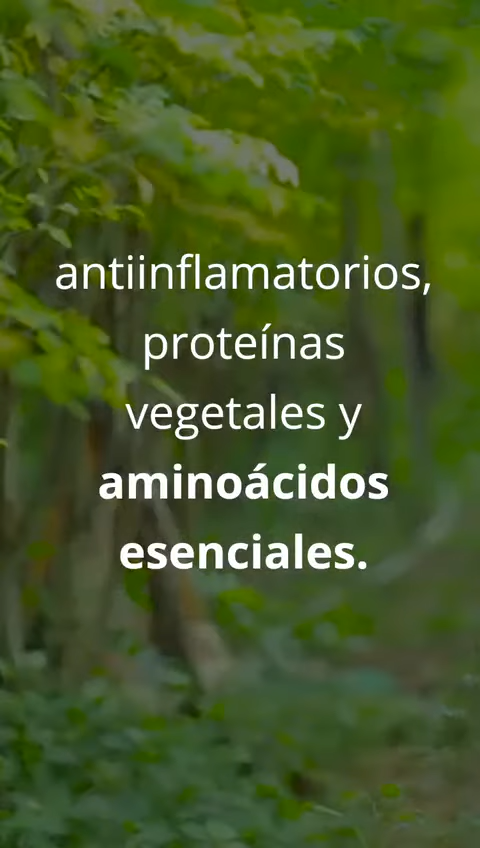 antiinflamatorios,
proteínas
vegetales y
aminoácidos
esenciales.